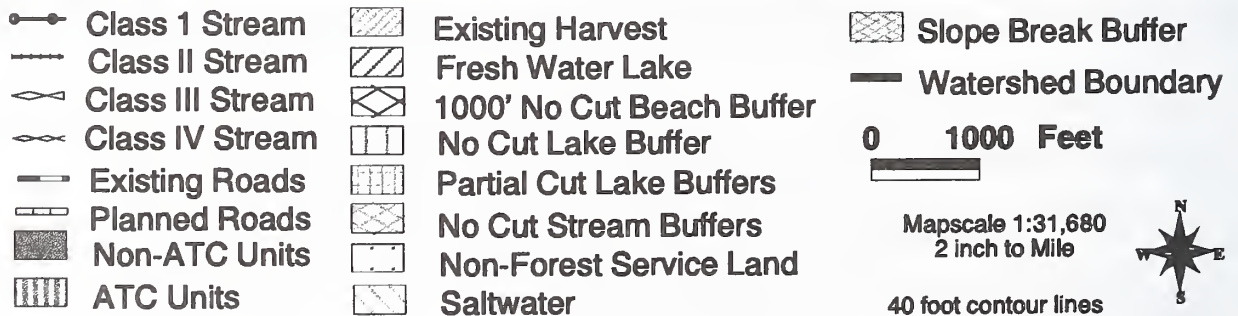 Class 1 Stream
Class II Stream
Class III Stream
Class IV Stream
Existing Roads
Planned Roads
Non-ATC Units
ATC Units
Existing Harvest
Fresh Water Lake
1000' No Cut Beach Buffer
No Cut Lake Buffer
Partial Cut Lake Buffers
No Cut Stream Buffers
Non-Forest Service Land
Saltwater
Slope Break Buffer
Watershed Boundary
0 1000 Feet
Mapscale 1:31,680
2 inch to Mile
40 foot contour lines
N
W E
S